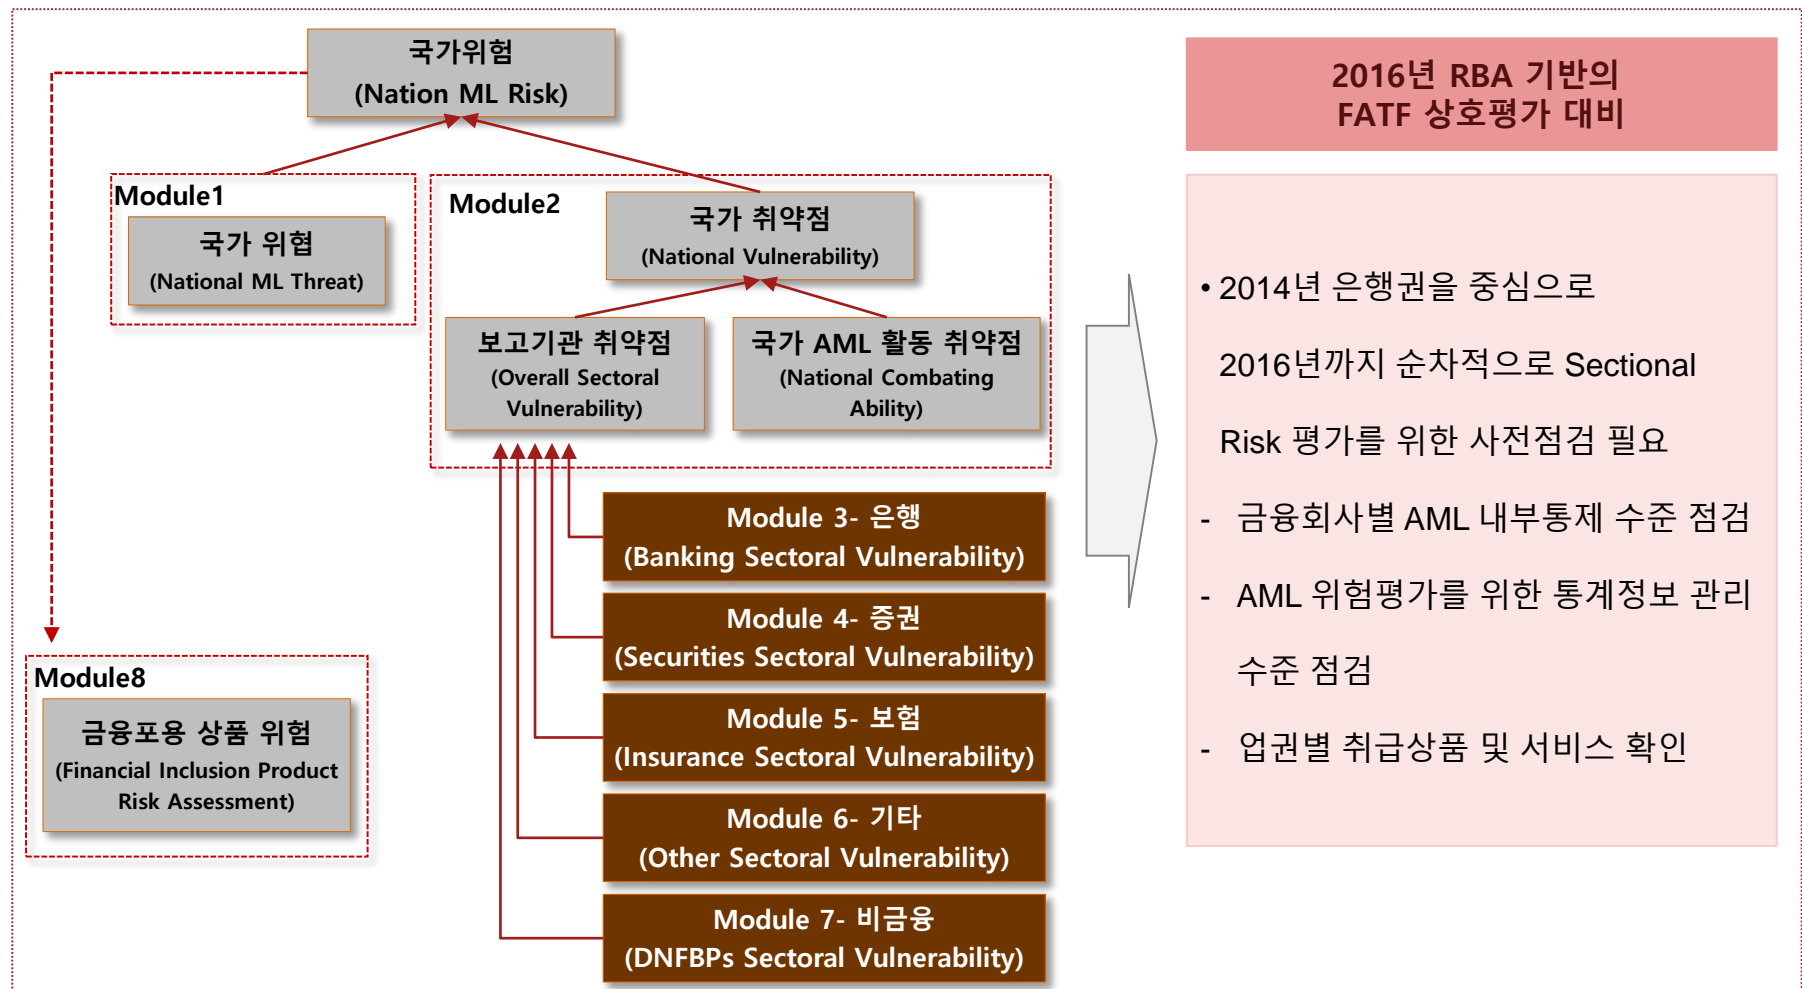 국가위험
(Nation ML Risk)
Module1
국가 위협
(National ML Threat)
Module2
국가 취약점
(National Vulnerability)
보고기관 취약점
(Overall Sectoral
Vulnerability)
국가 AML 활동 취약점
(National Combating
Ability)
Module 3- 은행
(Banking Sectoral Vulnerability)
Module 4- 증권
(Securities Sectoral Vulnerability)
Module 5- 보험
(Insurance Sectoral Vulnerability)
Module 6- 기타
(Other Sectoral Vulnerability)
Module 7- 비금융
(DNFBPs Sectoral Vulnerability)
Module8
금융포용 상품 위험
(Financial Inclusion Product
Risk Assessment)
2016년 RBA 기반의
FATF 상호평가 대비
• 2014년 은행권을 중심으로
2016년까지 순차적으로 Sectional
Risk 평가를 위한 사전점검 필요
- 금융회사별 AML 내부통제 수준 점검
- AML 위험평가를 위한 통계정보 관리
수준 점검
- 업권별 취급상품 및 서비스 확인